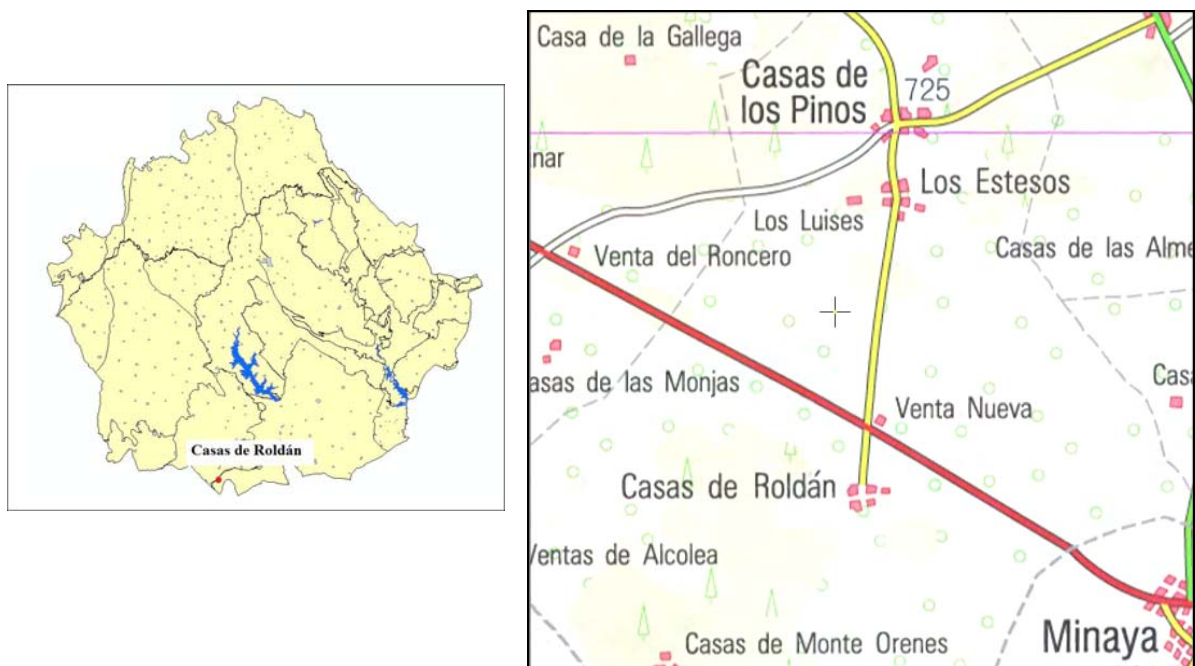 Casas de Roldán
Casa de la Gallega
Casas de
los Pinos
725
nar
Los Estesos
Los Luises
Venta del Roncero
Casas de las Alme
asas de las Monjas
Casa
Venta Nueva
Casas de Roldán
Ventas de Alcolea
Casas de Monte Orenes
Minaya